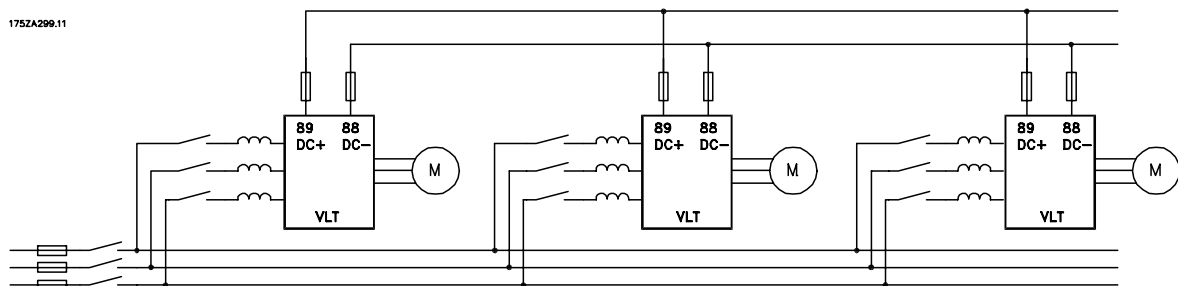 175ZA299.11
89 88 89 88 89 88
DC+ DC− DC+ DC− DC+ DC−
M M M
VLT VLT VLT